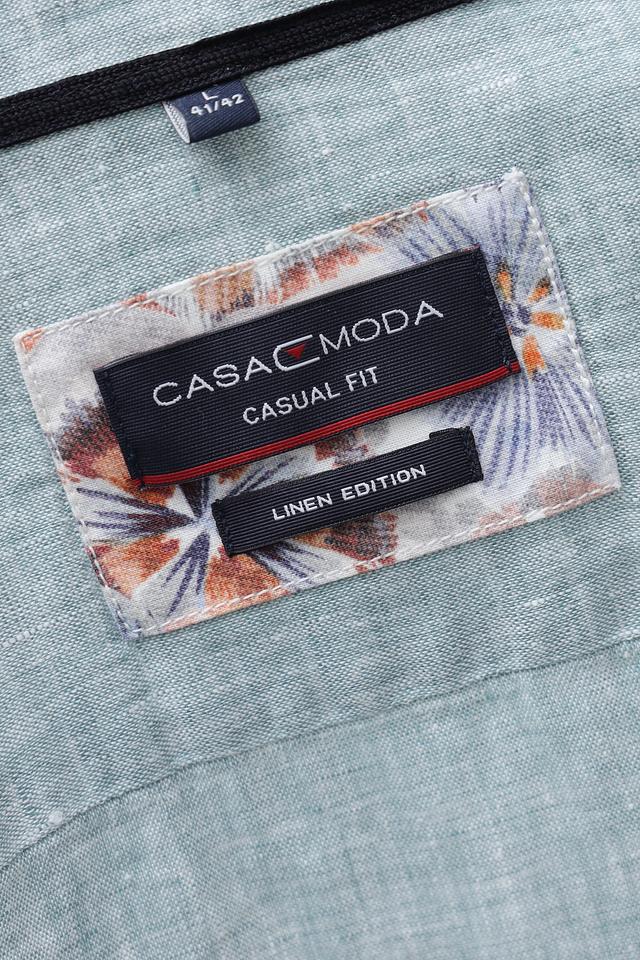 L
41/42
CASA MODA
CASUAL FIT
LINEN EDITION